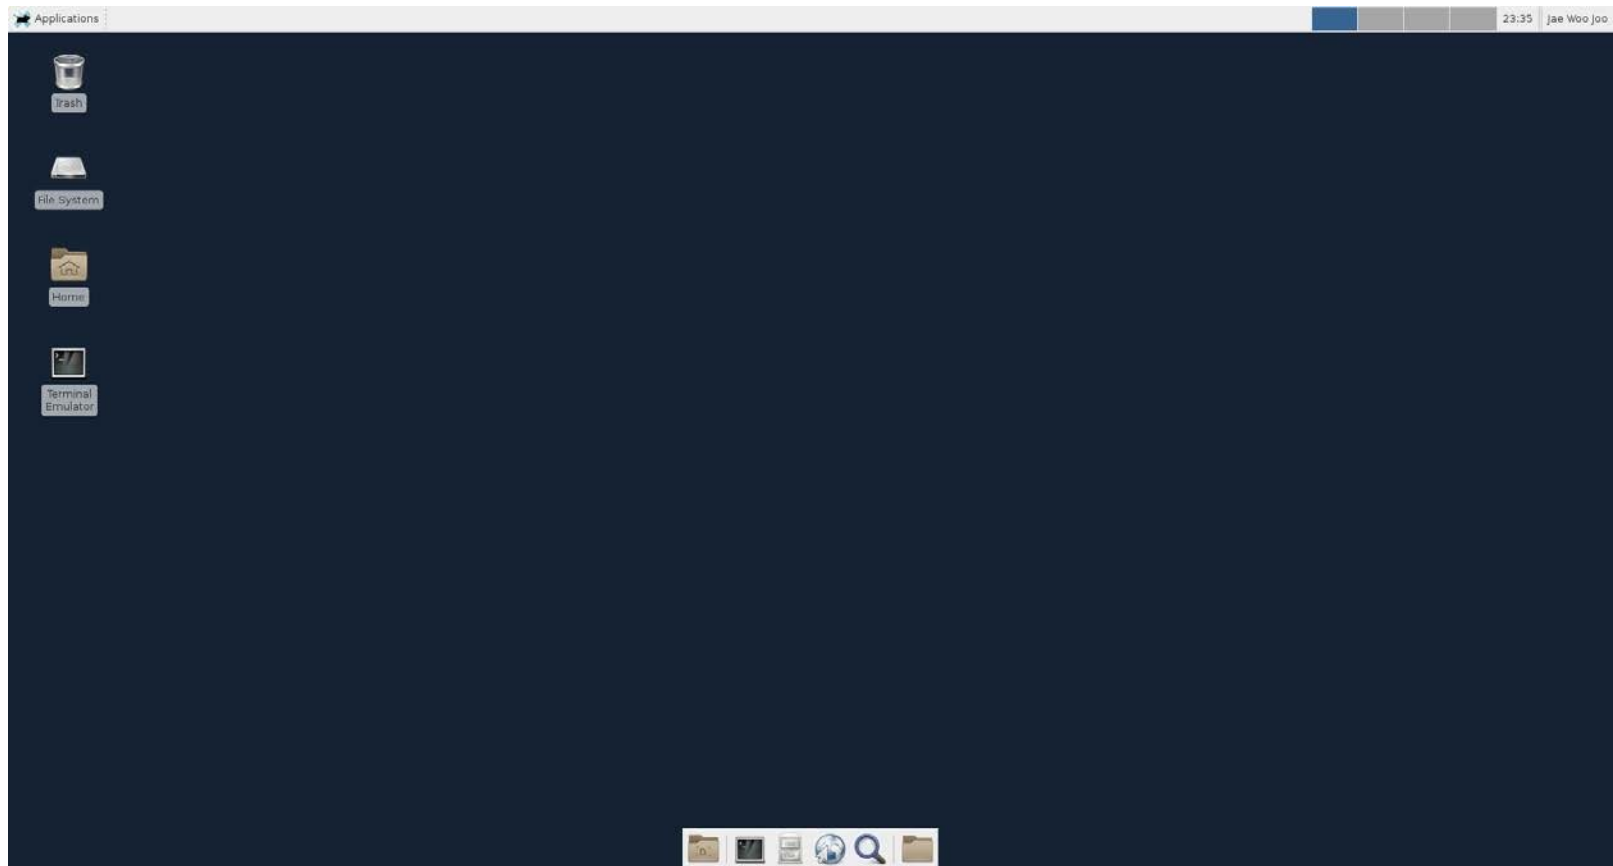 Applications
23:35
Jae Woo Joo
Trash
File System
Home
Terminal
Emulator